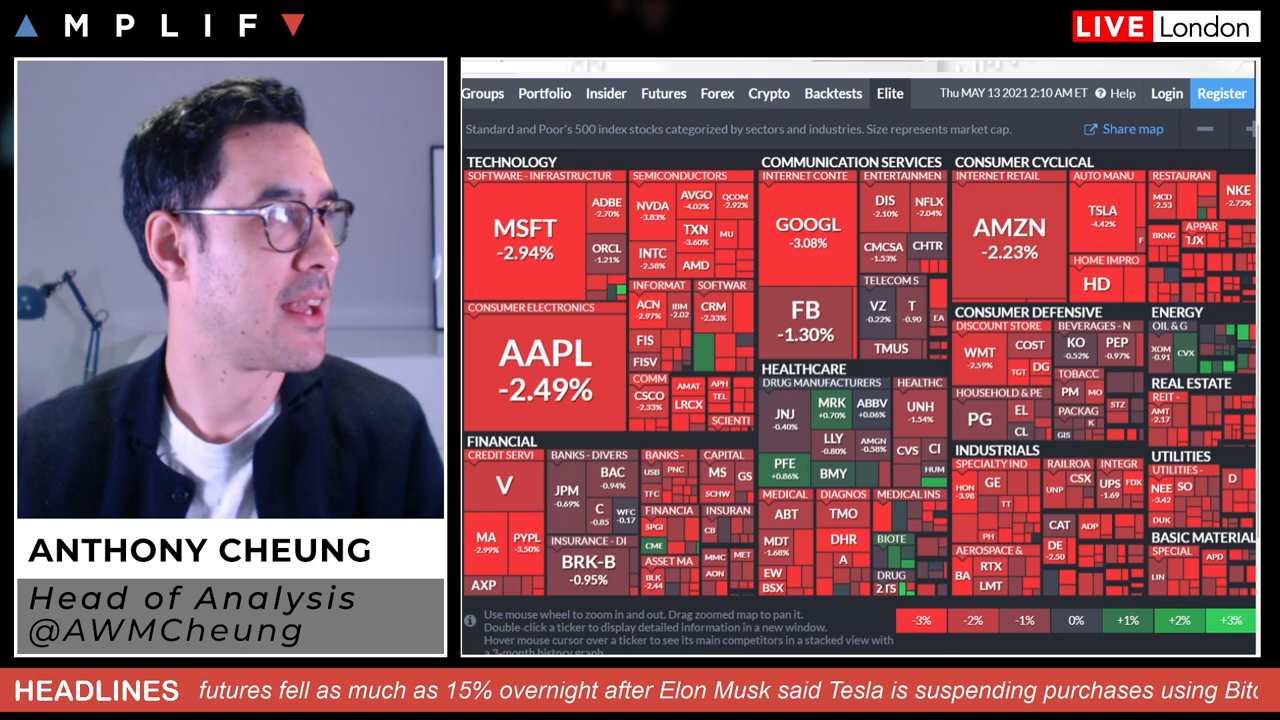 AMPLIFY
LIVE London
Groups Portfolio Insider Futures Forex Crypto Backtests Elite Thu MAY 13 2021 2:10 AM ET Help Login Register
Standard and Poor's 500 index stocks categorized by sectors and industries. Size represents market cap.
Share map
TECHNOLOGY
SOFTWARE - INFRASTRUCTUR
MSFT
-2.94%
ADBE
-2.70%
ORCL
-1.21%
SEMICONDUCTORS
NVDA
-3.83%
AVGO
-4.02%
QCOM
-2.92%
TXN
-3.60%
MU
INTC
-2.58%
AMD
CONSUMER ELECTRONICS
AAPL
-2.49%
INFORMAT
ACN
-2.97%
IBM
-2.02
FIS
FISV
SOFTWAR
CRM
-2.33%
COMM
CSCO
-2.33%
AMAT
LRCX
APH
TEL
SCIENTI
COMMUNICATION SERVICES
INTERNET CONTE
GOOGL
-3.08%
FB
-1.30%
ENTERTAINMEN
DIS
-2.10%
NFLX
-2.04%
CMCSA
-1.53%
CHTR
TELECOM S
VZ
-0.22%
T
-0.90
EA
TMUS
CONSUMER CYCLICAL
INTERNET RETAIL
AMZN
-2.23%
AUTO MANU
TSLA
-4.42%
F
HOME IMPRO
HD
RESTAURAN
MCD
-2.53
NKE
-2.72%
BKNG
APPAR
TJX
CONSUMER DEFENSIVE
DISCOUNT STORE
WMT
-2.59%
COST
TGT
DG
BEVERAGES - N
KO
-0.52%
PEP
-0.97%
TOBACC
PM
MO
HOUSEHOLD & PE
PG
EL
CL
PACKAG
K
GIS
STZ
ENERGY
OIL & G
XOM
-0.91
CVX
REAL ESTATE
REIT -
AMT
-2.17
HEALTHCARE
DRUG MANUFACTURERS
JNJ
-0.40%
MRK
+0.70%
ABBV
+0.06%
LLY
-0.80%
AMGN
-0.58%
PFE
+0.86%
BMY
HEALTHC
UNH
-1.54%
CVS
CI
HUM
MEDICAL
ABT
MDT
-1.68%
EW
BSX
DIAGNOS
TMO
DHR
A
MEDICAL INS
BIOTE
DRUG
ZTS
FINANCIAL
CREDIT SERVI
V
MA
-2.99%
PYPL
-3.50%
AXP
BANKS - DIVERS
JPM
-0.69%
BAC
-0.94%
C
-0.85
WFC
-0.17
INSURANCE - DI
BRK-B
-0.95%
BANKS -
USB
PNC
TFC
FINANCIA
SPGI
CME
ASSET MA
BLK
-2.44
CAPITAL
MS
GS
SCHW
INSURAN
CB
MMC
MET
AON
INDUSTRIALS
SPECIALTY IND
HON
-3.98
GE
TT
PH
AEROSPACE &
BA
RTX
LMT
RAILROA
UNP
CSX
INTEGR
UPS
-1.69
FDX
CAT
ADP
DE
-2.50
UTILITIES
UTILITIES -
NEE
-3.42
SO
D
DUK
BASIC MATERIAL
SPECIAL
APD
LIN
Use mouse wheel to zoom in and out. Drag zoomed map to pan it.
Double-click a ticker to display detailed information in a new window.
Hover mouse cursor over a ticker to see its main competitors in a stacked view with
a 3-month history graph
-3% -2% -1% 0% +1% +2% +3%
ANTHONY CHEUNG
Head of Analysis
@AWMCheung
HEADLINES futures fell as much as 15% overnight after Elon Musk said Tesla is suspending purchases using Bitc